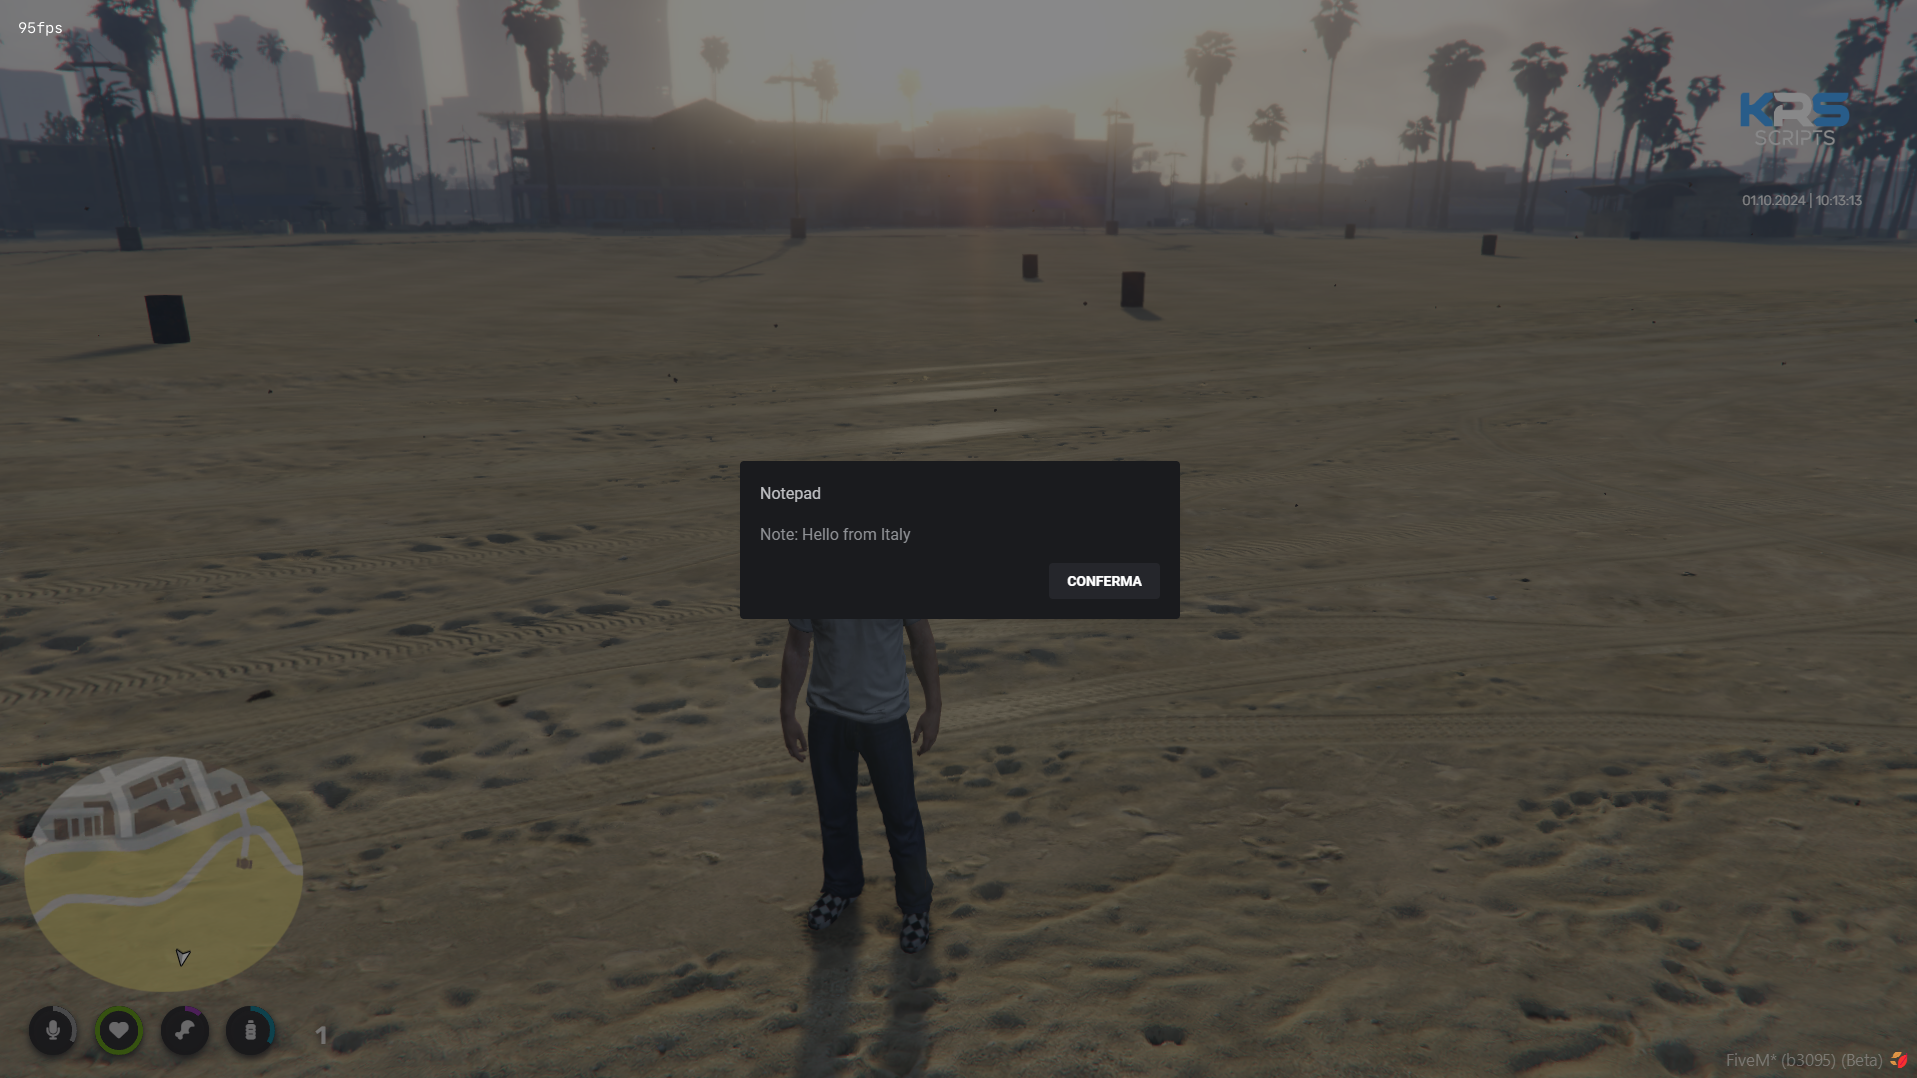 95fps
KRS
SCRIPTS
01.10.2024 | 10:13:13
Notepad
Note: Hello from Italy
CONFERMA
1
FiveM* (b3095) (Beta)